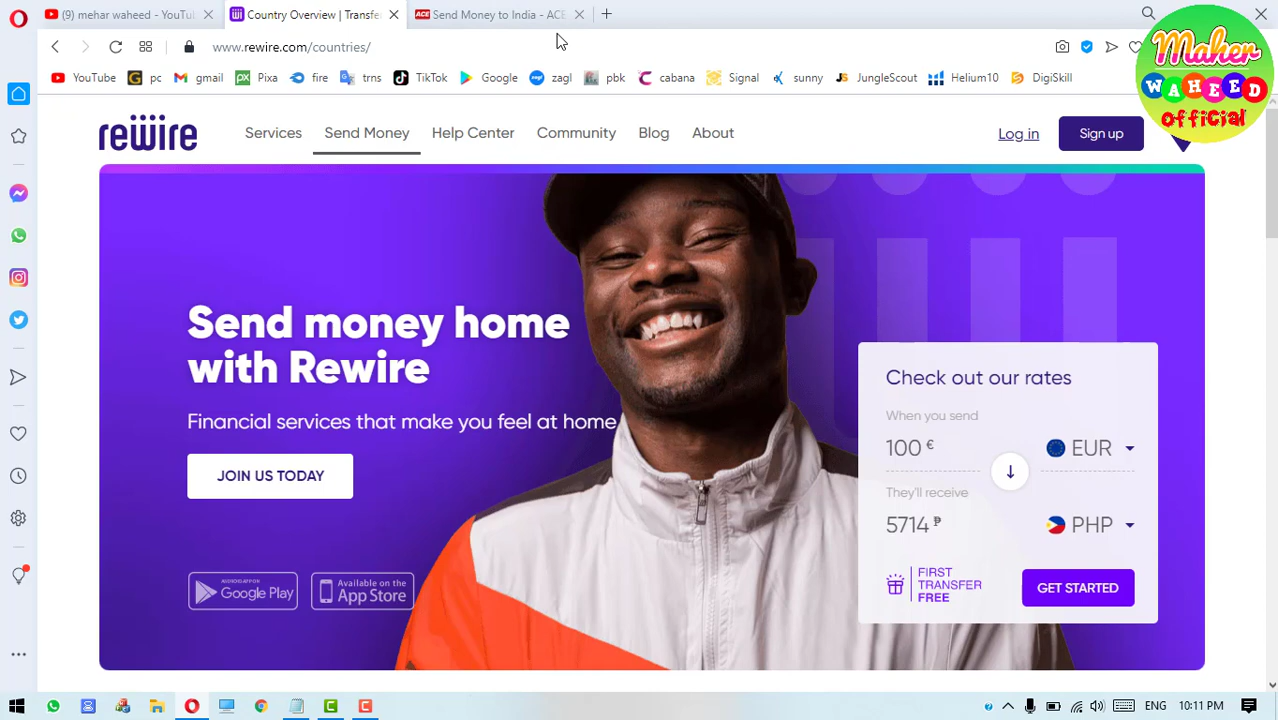 (9) mehar waheed - YouTu
Country Overview | Transfe
ACE Send Money to India - ACE
www.rewire.com/countries/
YouTube
pc
gmail
Pixa
fire
trns
TikTok
Google
zagl
pbk
cabana
Signal
sunny
JS JungleScout
Helium10
DigiSkill
Maher
WAHEED
official
rewire
Services
Send Money
Help Center
Community
Blog
About
Log in
Sign up
Send money home
with Rewire
Financial services that make you feel at home
JOIN US TODAY
Google Play
Available on the
App Store
Check out our rates
When you send
100 €
EUR
They'll receive
5714 ₱
PHP
FIRST
TRANSFER
FREE
GET STARTED
ENG
10:11 PM